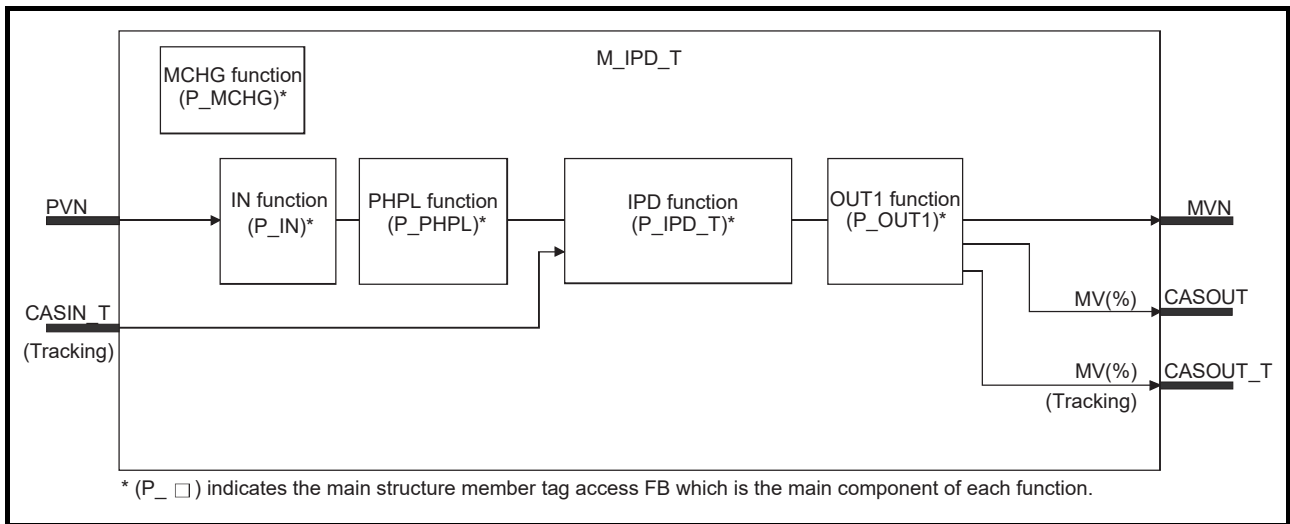 M_IPD_T
MCHG function
(P_MCHG)*
IN function
(P_IN)*
PHPL function
(P_PHPL)*
IPD function
(P_IPD_T)*
OUT1 function
(P_OUT1)*
PVN
MVN
CASIN_T
(Tracking)
MV(%)
CASOUT
MV(%)
(Tracking)
CASOUT_T
* (P_ □ ) indicates the main structure member tag access FB which is the main component of each function.